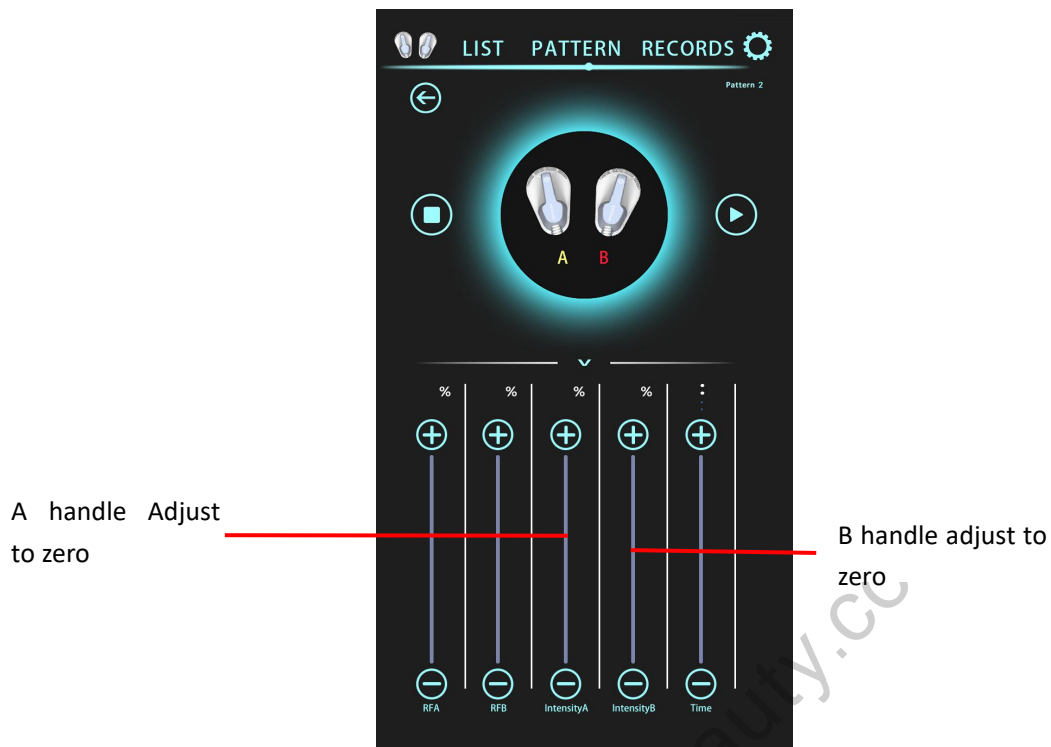 LIST PATTERN RECORDS
Pattern 2
A B
% % % % :
A handle Adjust
to zero
B handle adjust to
zero
RFA RFB IntensityA IntensityB Time